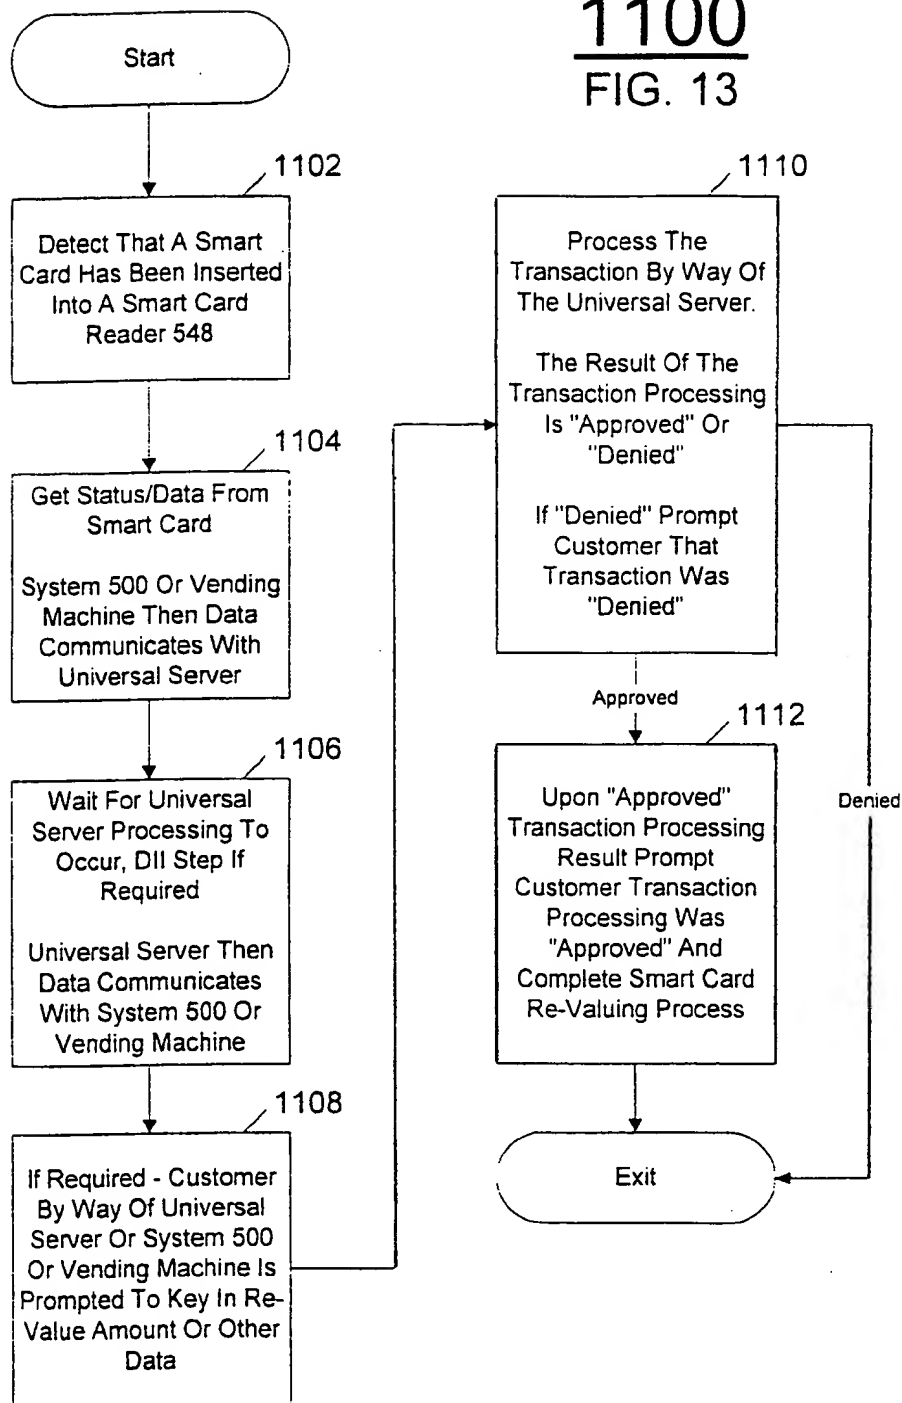 1100
FIG. 13
Start
1102
Detect That A Smart
Card Has Been Inserted
Into A Smart Card
Reader 548
1104
Get Status/Data From
Smart Card
System 500 Or Vending
Machine Then Data
Communicates With
Universal Server
1106
Wait For Universal
Server Processing To
Occur, DII Step If
Required
Universal Server Then
Data Communicates
With System 500 Or
Vending Machine
1108
If Required - Customer
By Way Of Universal
Server Or System 500
Or Vending Machine Is
Prompted To Key In Re-
Value Amount Or Other
Data
1110
Process The
Transaction By Way Of
The Universal Server.
The Result Of The
Transaction Processing
Is "Approved" Or
"Denied"
If "Denied" Prompt
Customer That
Transaction Was
"Denied"
Approved
1112
Upon "Approved"
Transaction Processing
Result Prompt
Customer Transaction
Processing Was
"Approved" And
Complete Smart Card
Re-Valuing Process
Denied
Exit